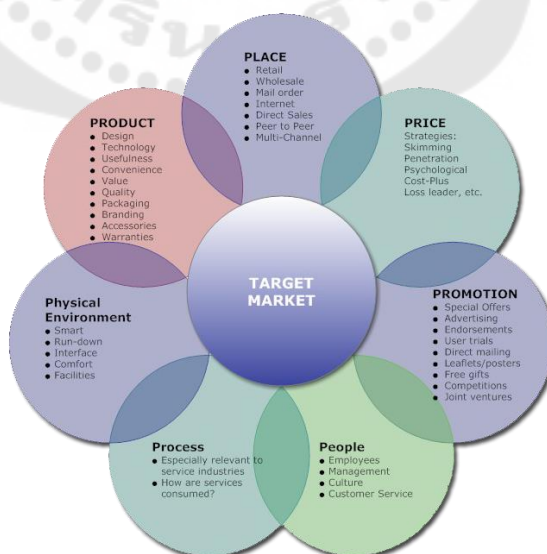 PLACE
● Retail
● Wholesale
● Mail order
● Internet
● Direct Sales
● Peer to Peer
● Multi-Channel
PRODUCT
● Design
● Technology
● Usefulness
● Convenience
● Value
● Quality
● Packaging
● Branding
● Accessories
● Warranties
PRICE
Strategies:
Skimming
Penetration
Psychological
Cost-Plus
Loss leader, etc.
TARGET
MARKET
Physical
Environment
● Smart
● Run-down
● Interface
● Comfort
● Facilities
PROMOTION
● Special Offers
● Advertising
● Endorsements
● User trials
● Direct mailing
● Leaflets/posters
● Free gifts
● Competitions
● Joint ventures
Process
● Especially relevant to
service industries
● How are services
consumed?
People
● Employees
● Management
● Culture
● Customer Service